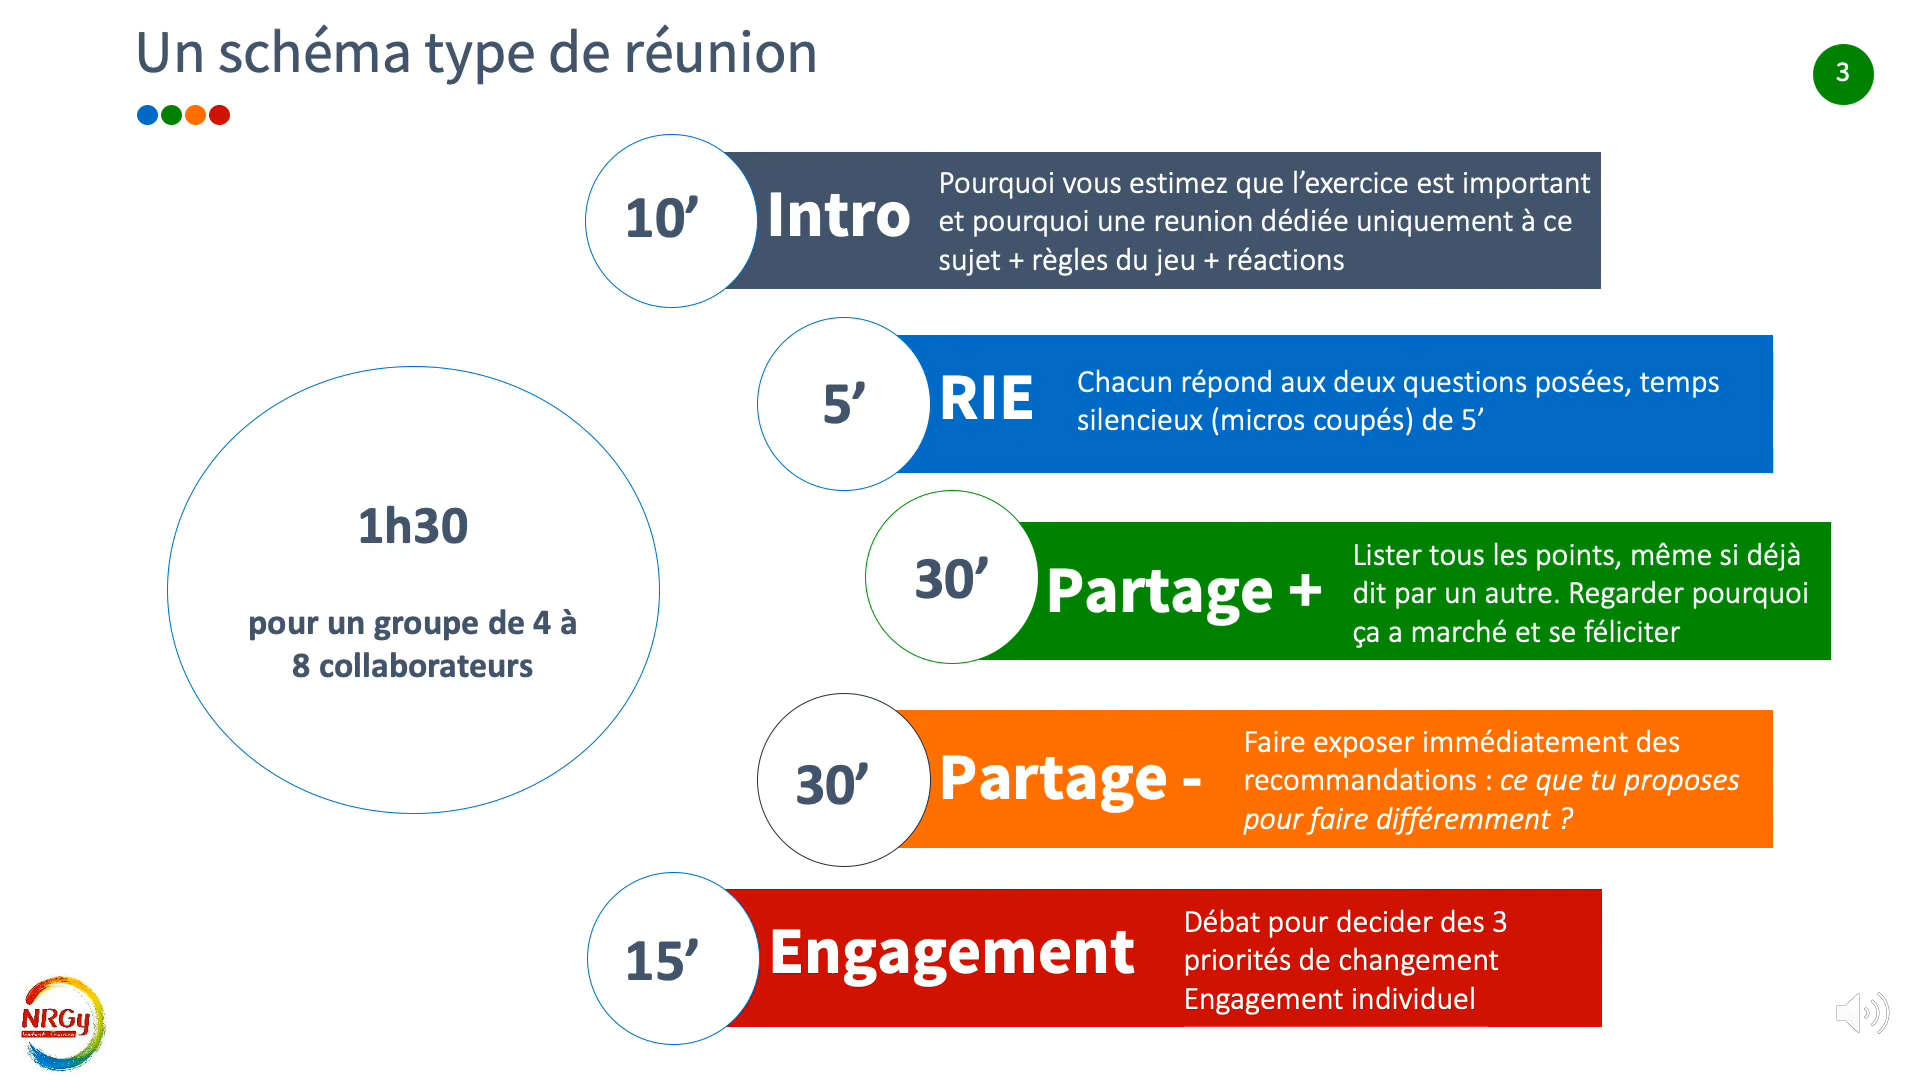 Un schéma type de réunion
3
10’
Intro
Pourquoi vous estimez que l’exercice est important
et pourquoi une reunion dédiée uniquement à ce
sujet + règles du jeu + réactions
5’
RIE
Chacun répond aux deux questions posées, temps
silencieux (micros coupés) de 5’
1h30
pour un groupe de 4 à
8 collaborateurs
30’
Partage +
Lister tous les points, même si déjà
dit par un autre. Regarder pourquoi
ça a marché et se féliciter
30’
Partage -
Faire exposer immédiatement des
recommandations : ce que tu proposes
pour faire différemment ?
15’
Engagement
Débat pour decider des 3
priorités de changement
Engagement individuel
NRGy